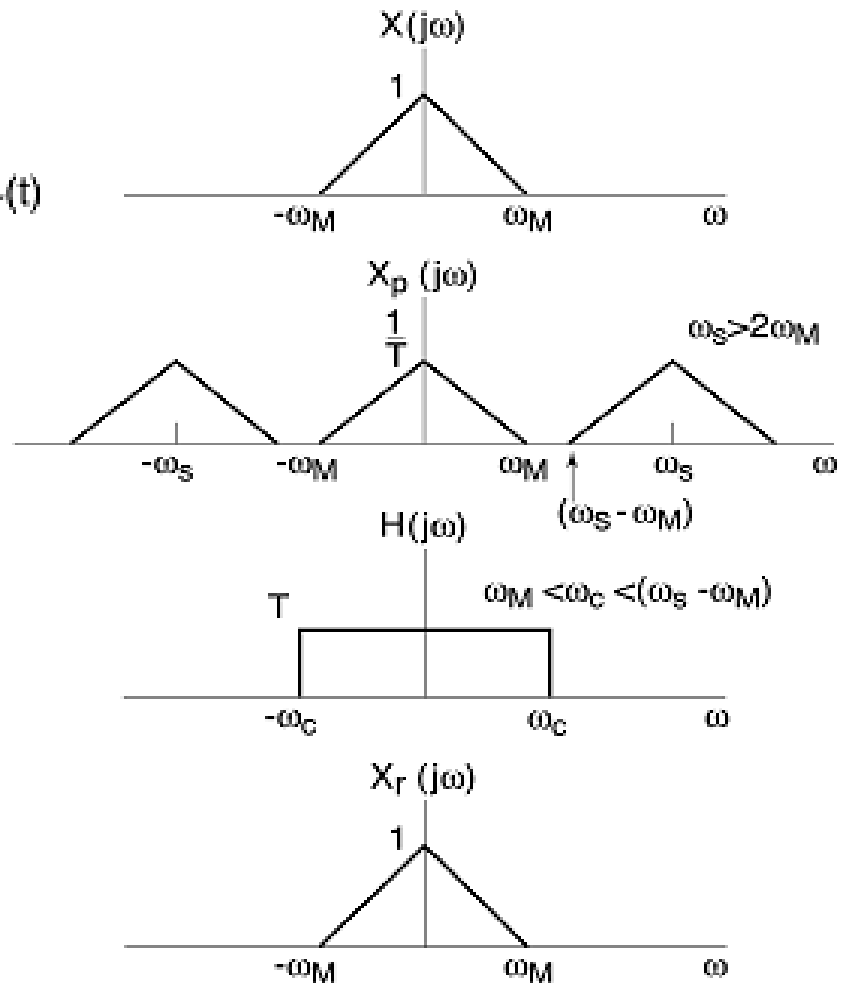 X(jω)
1
-(t)
-ωM ωM ω
Xp (jω)
1
T
ωs>2ωM
-ωs -ωM ωM ωs ω
(ωs-ωM)
H(jω)
T
ωM <ωc <(ωs -ωM)
-ωc ωc ω
Xr (jω)
1
-ωM ωM ω